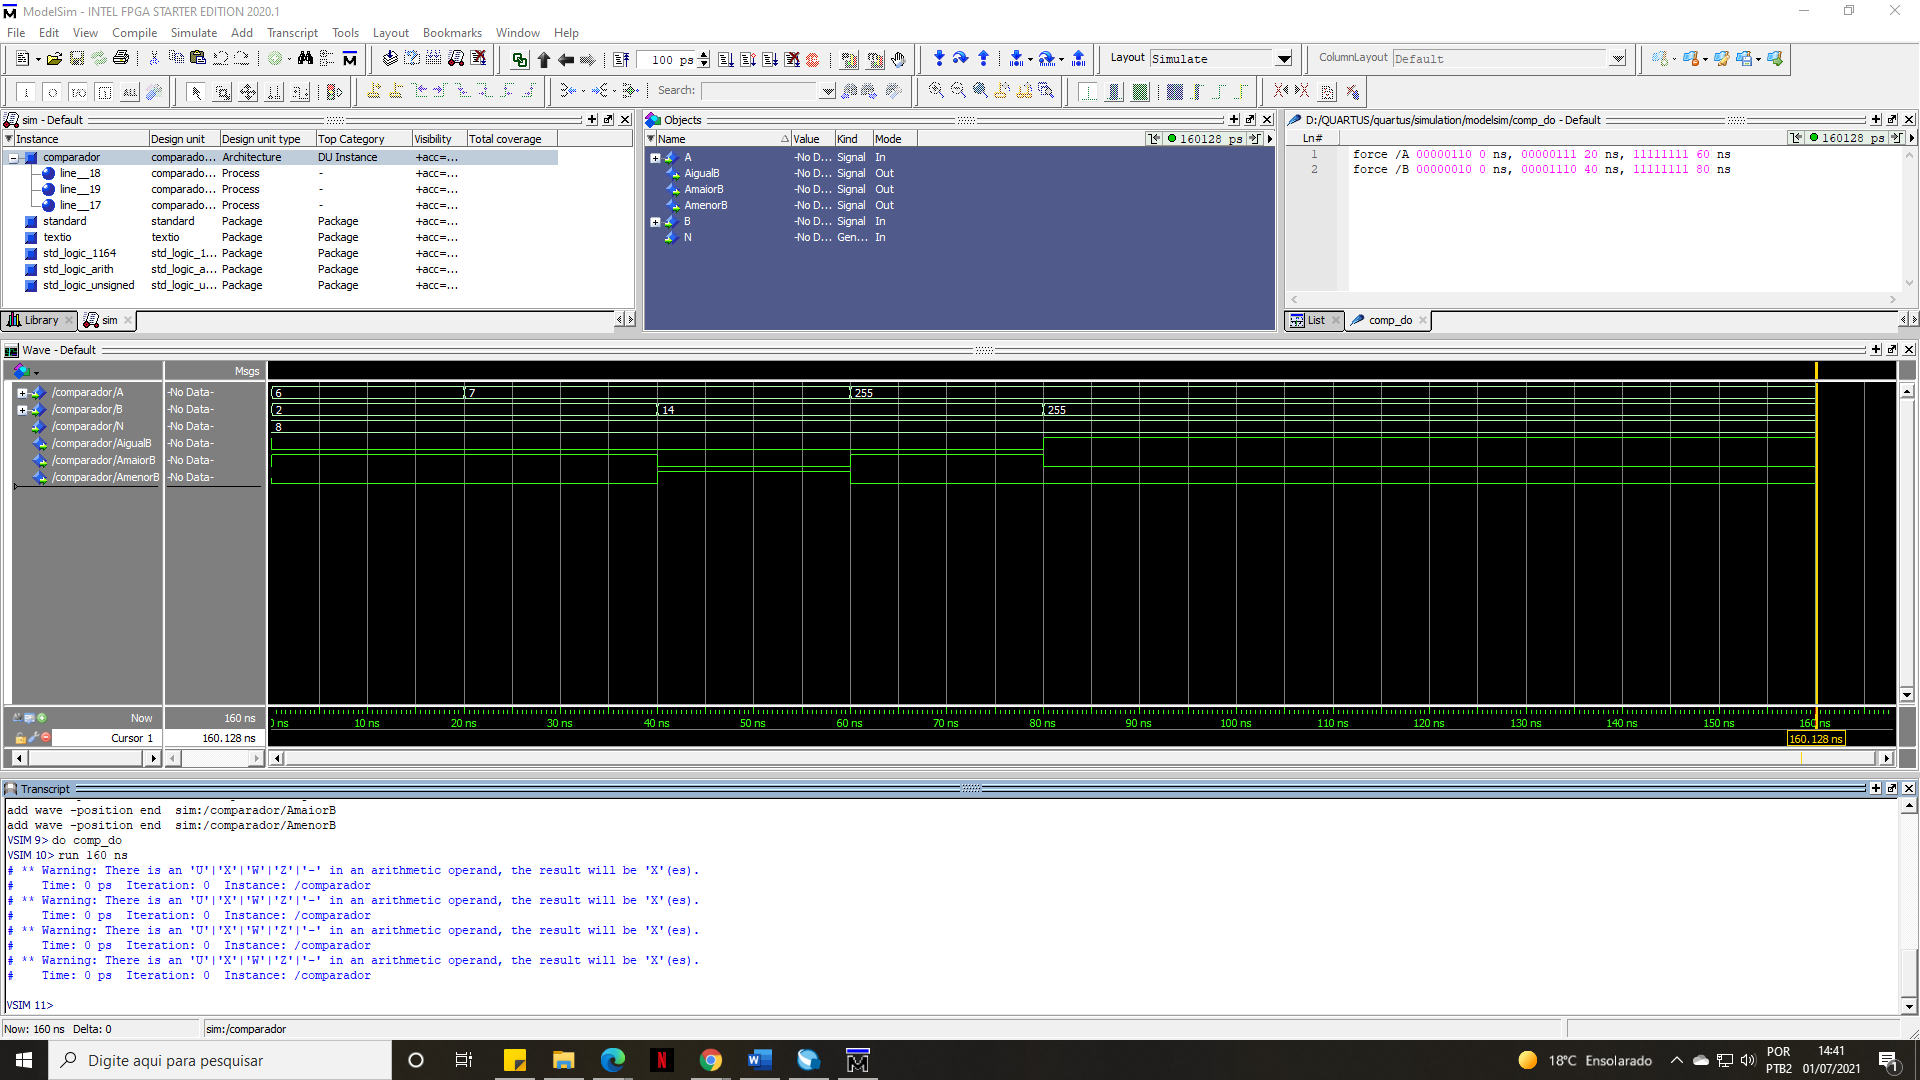 ModelSim - INTEL FPGA STARTER EDITION 2020.1
File Edit View Compile Simulate Add Transcript Tools Layout Bookmarks Window Help
100 ps
Layout Simulate
ColumnLayout Default
ALL
Search:
sim - Default
Instance Design unit Design unit type Top Category Visibility Total coverage
comparador comparado... Architecture DU Instance +acc=...
line__18 comparado... Process - +acc=...
line__19 comparado... Process - +acc=...
line__17 comparado... Process - +acc=...
standard standard Package Package +acc=...
textio textio Package Package +acc=...
std_logic_1164 std_logic_1... Package Package +acc=...
std_logic_arith std_logic_a... Package Package +acc=...
std_logic_unsigned std_logic_u... Package Package +acc=...
Library sim
Objects
Name Value Kind Mode 160128 ps
A -No D... Signal In
AigualB -No D... Signal Out
AmaiorB -No D... Signal Out
AmenorB -No D... Signal Out
B -No D... Signal In
N -No D... Gen... In
D:/QUARTUS/quartus/simulation/modelsim/comp_do - Default
Ln# 160128 ps
1 force /A 00000110 0 ns, 00000111 20 ns, 11111111 60 ns
2 force /B 00000010 0 ns, 00001110 40 ns, 11111111 80 ns
List comp_do
Wave - Default
Msgs
/comparador/A -No Data- 6 7 255
/comparador/B -No Data- 2 14 255
/comparador/N -No Data- 8
/comparador/AigualB -No Data-
/comparador/AmaiorB -No Data-
/comparador/AmenorB -No Data-
Now 160 ns
ns 10 ns 20 ns 30 ns 40 ns 50 ns 60 ns 70 ns 80 ns 90 ns 100 ns 110 ns 120 ns 130 ns 140 ns 150 ns 160 ns
Cursor 1 160.128 ns
160.128 ns
Transcript
add wave -position end  sim:/comparador/AmaiorB
add wave -position end  sim:/comparador/AmenorB
VSIM 9> do comp_do
VSIM 10> run 160 ns
# ** Warning: There is an 'U'|'X'|'W'|'Z'|'-' in an arithmetic operand, the result will be 'X'(es).
#    Time: 0 ps  Iteration: 0  Instance: /comparador
# ** Warning: There is an 'U'|'X'|'W'|'Z'|'-' in an arithmetic operand, the result will be 'X'(es).
#    Time: 0 ps  Iteration: 0  Instance: /comparador
# ** Warning: There is an 'U'|'X'|'W'|'Z'|'-' in an arithmetic operand, the result will be 'X'(es).
#    Time: 0 ps  Iteration: 0  Instance: /comparador
# ** Warning: There is an 'U'|'X'|'W'|'Z'|'-' in an arithmetic operand, the result will be 'X'(es).
#    Time: 0 ps  Iteration: 0  Instance: /comparador
VSIM 11>
Now: 160 ns Delta: 0 sim:/comparador
Digite aqui para pesquisar
18°C Ensolarado
POR
PTB2
14:41
01/07/2021
1